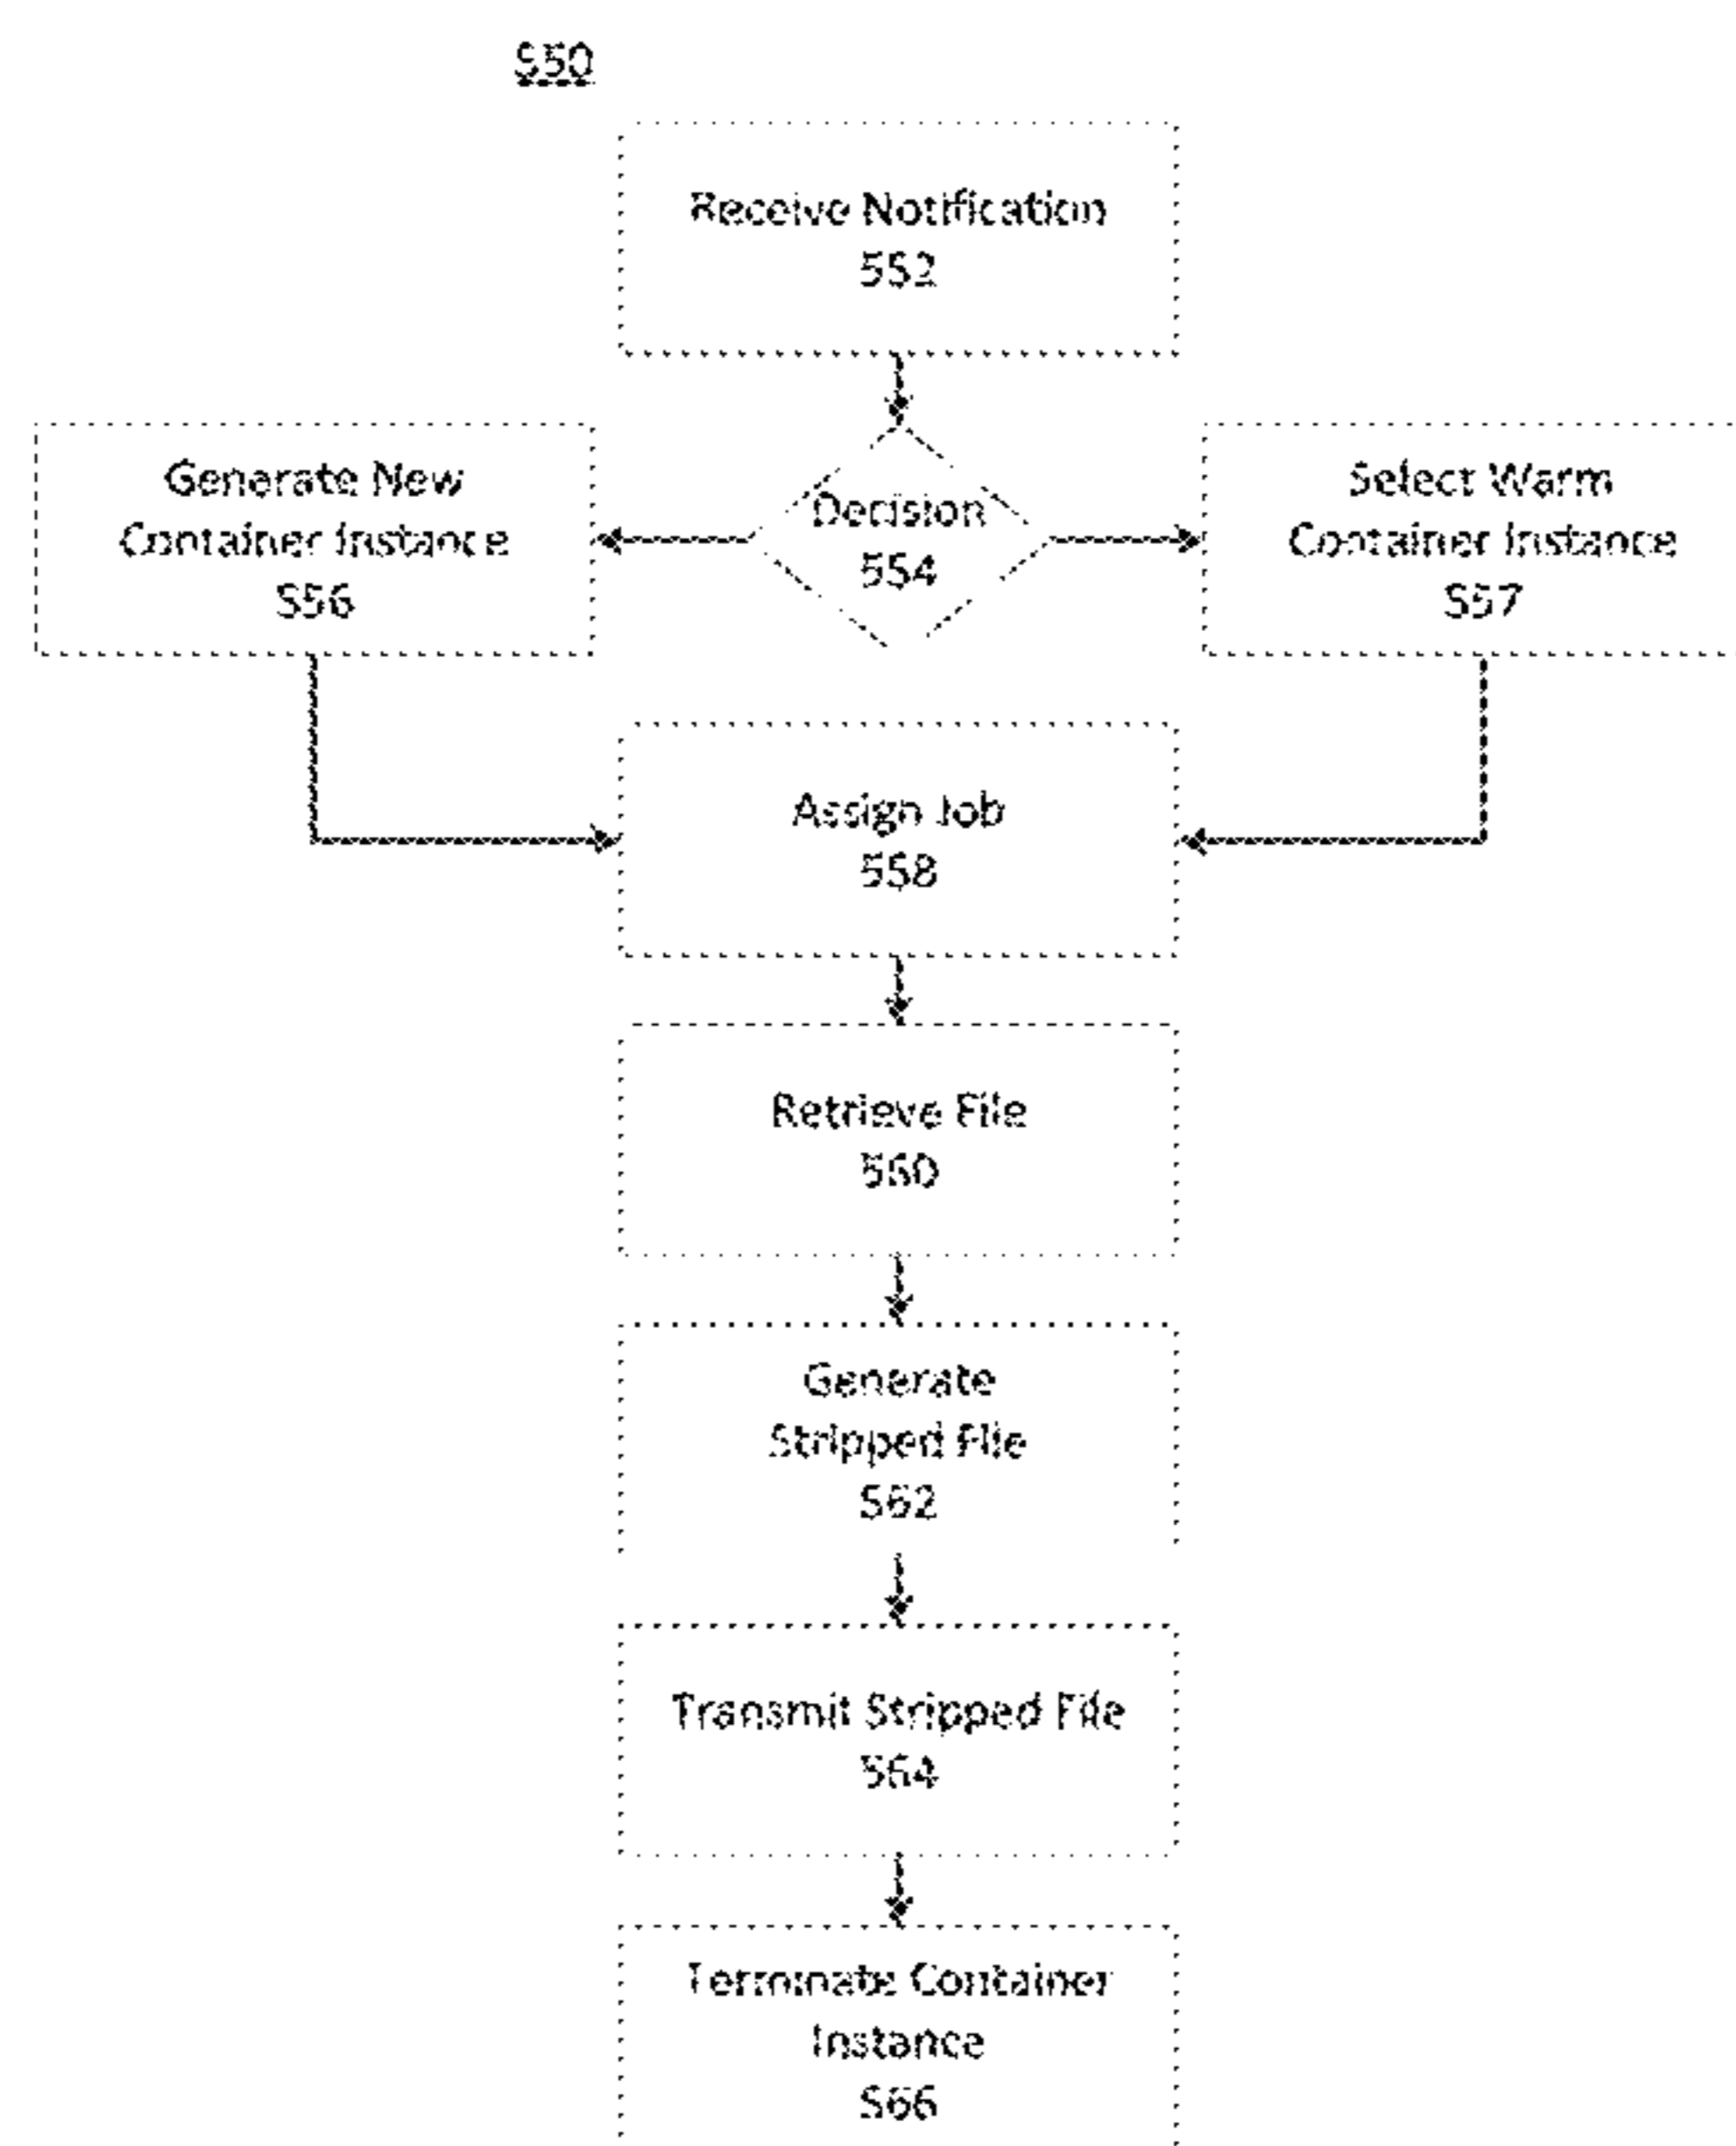 550
Receive Notification
552
Decision
554
Generate New
Container Instance
556
Select Warm
Container Instance
557
Assign Job
558
Retrieve File
560
Generate
Stripped File
562
Transmit Stripped File
564
Terminate Container
Instance
566